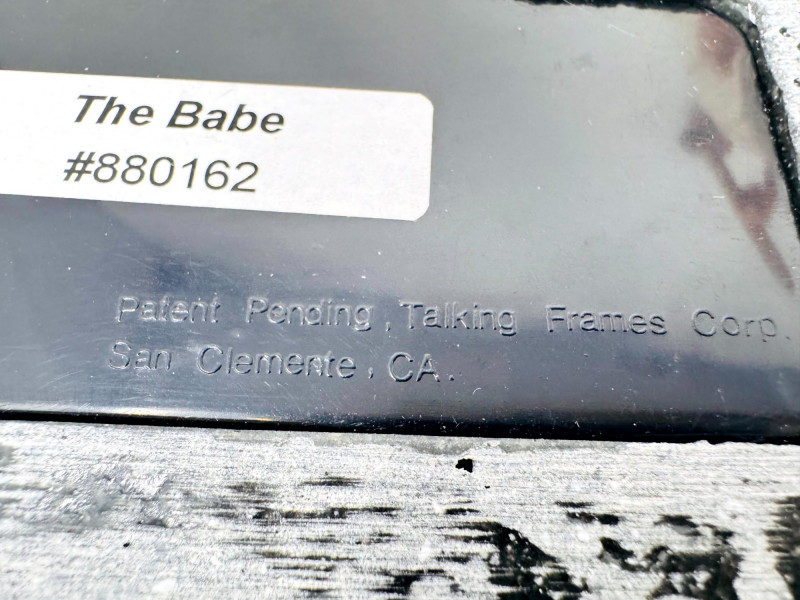 The Babe
#880162
Patent Pending, Talking Frames Corp.
San Clemente, CA.